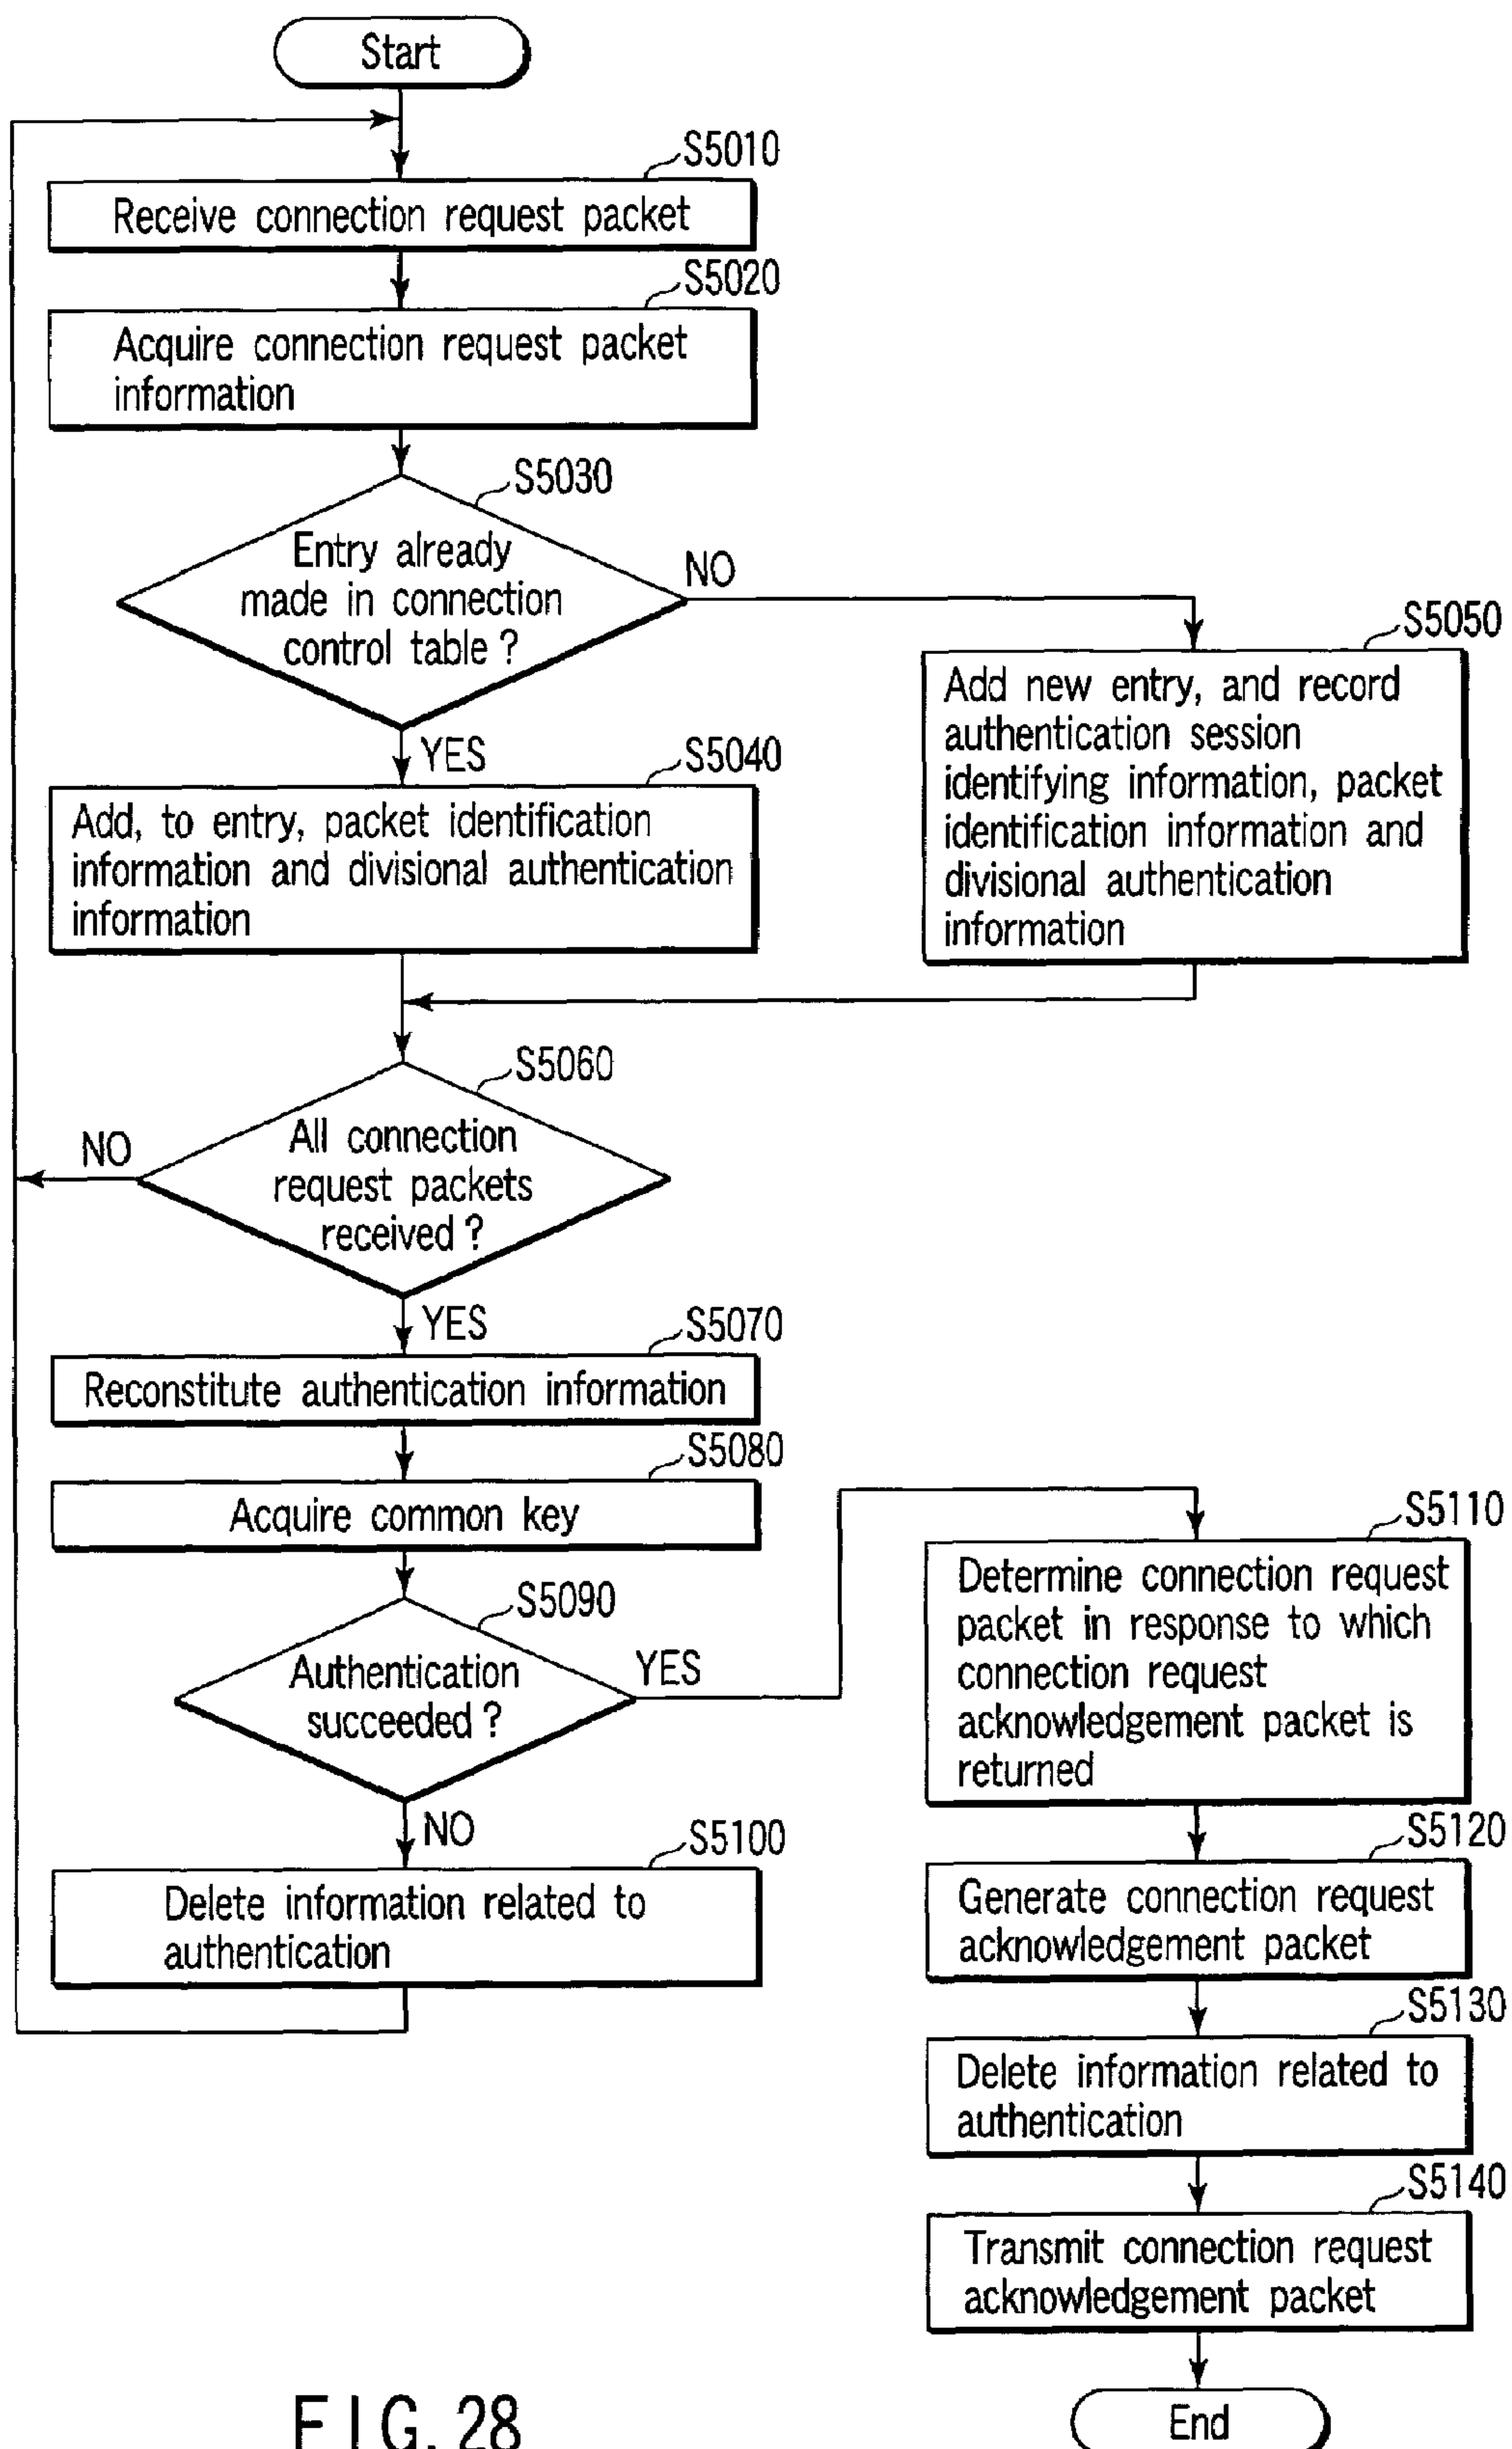 Start
S5010
Receive connection request packet
S5020
Acquire connection request packet
information
S5030
Entry already
made in connection
control table ?
NO
YES
S5040
Add, to entry, packet identification
information and divisional authentication
information
S5050
Add new entry, and record
authentication session
identifying information, packet
identification information and
divisional authentication
information
S5060
All connection
request packets
received ?
NO
YES
S5070
Reconstitute authentication information
S5080
Acquire common key
S5090
Authentication
succeeded ?
YES
NO
S5100
Delete information related to
authentication
S5110
Determine connection request
packet in response to which
connection request
acknowledgement packet is
returned
S5120
Generate connection request
acknowledgement packet
S5130
Delete information related to
authentication
S5140
Transmit connection request
acknowledgement packet
End
FIG. 28